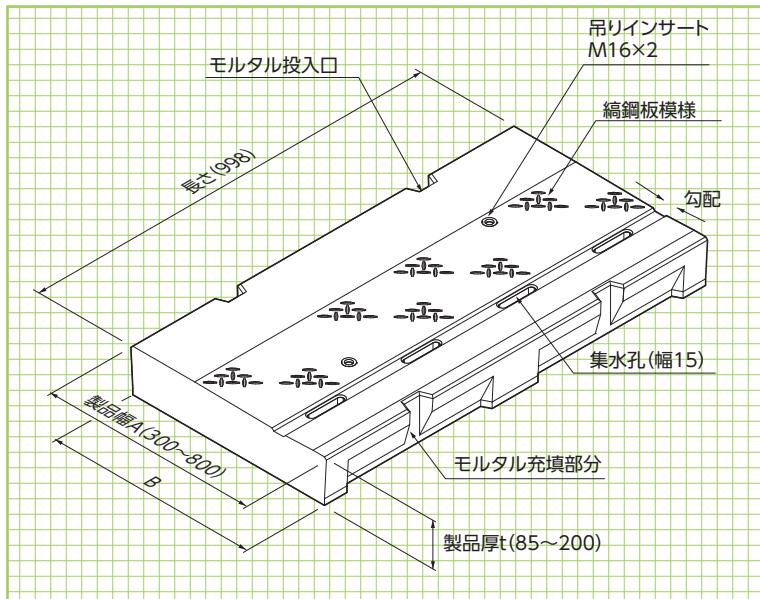 吊りインサート
M16×2
モルタル投入口
縞鋼板模様
長さ(998)
勾配
集水孔(幅15)
製品幅A(300～800)
モルタル充填部分
B
製品厚t(85～200)